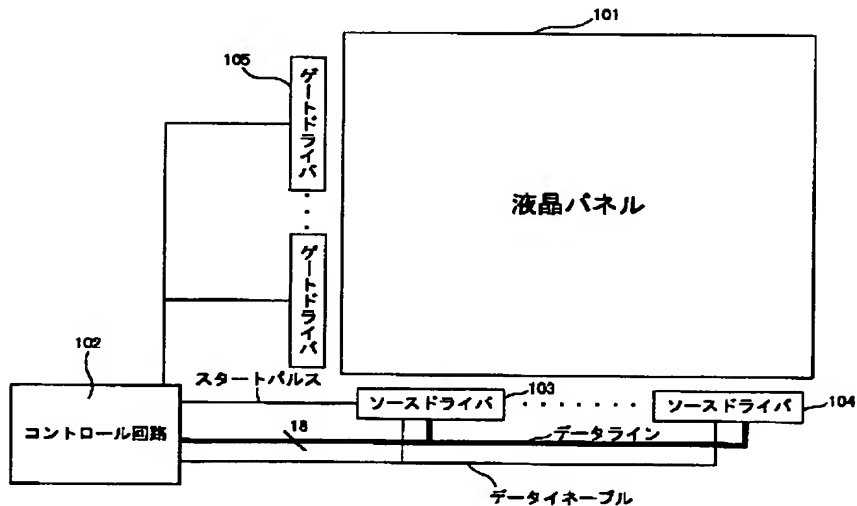 101
105
ゲートドライバ
液晶パネル
ゲートドライバ
102
スタートパルス
103
ソースドライバ
ソースドライバ
104
コントロール回路
18
データライン
データイネーブル